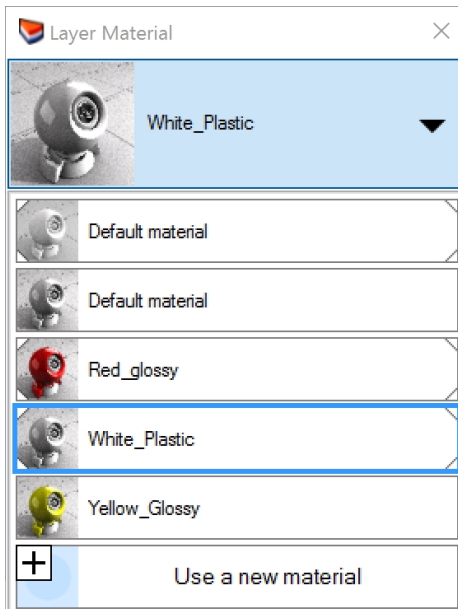 Layer Material
White_Plastic
Default material
Default material
Red_glossy
White_Plastic
Yellow_Glossy
Use a new material